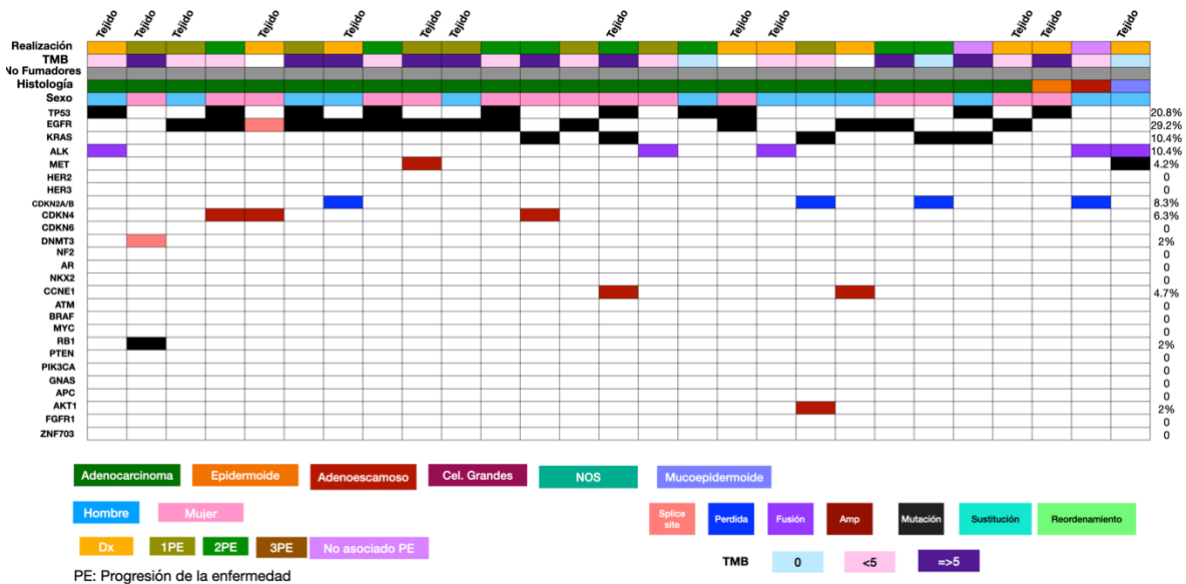 Tejido Tejido Tejido Tejido Tejido Tejido Tejido Tejido Tejido Tejido Tejido Tejido Tejido Tejido
Realización
TMB
No Fumadores
Histología
Sexo
TP53 20.8%
EGFR 29.2%
KRAS 10.4%
ALK 10.4%
MET 4.2%
HER2 0
HER3 0
CDKN2A/B 8.3%
CDKN4 6.3%
CDKN6 0
DNMT3 2%
NF2 0
AR 0
NKX2 0
CCNE1 4.7%
ATM 0
BRAF 0
MYC 0
RB1 2%
PTEN 0
PIK3CA 0
GNAS 0
APC 0
AKT1 2%
FGFR1 0
ZNF703 0
Adenocarcinoma Epidermoide Adenoescamoso Cel. Grandes NOS Mucoepidermoide
Hombre Mujer
Dx 1PE 2PE 3PE No asociado PE
PE: Progresión de la enfermedad
Splice site Perdida Fusión Amp Mutación Sustitución Reordenamiento
TMB 0 <5 =>5